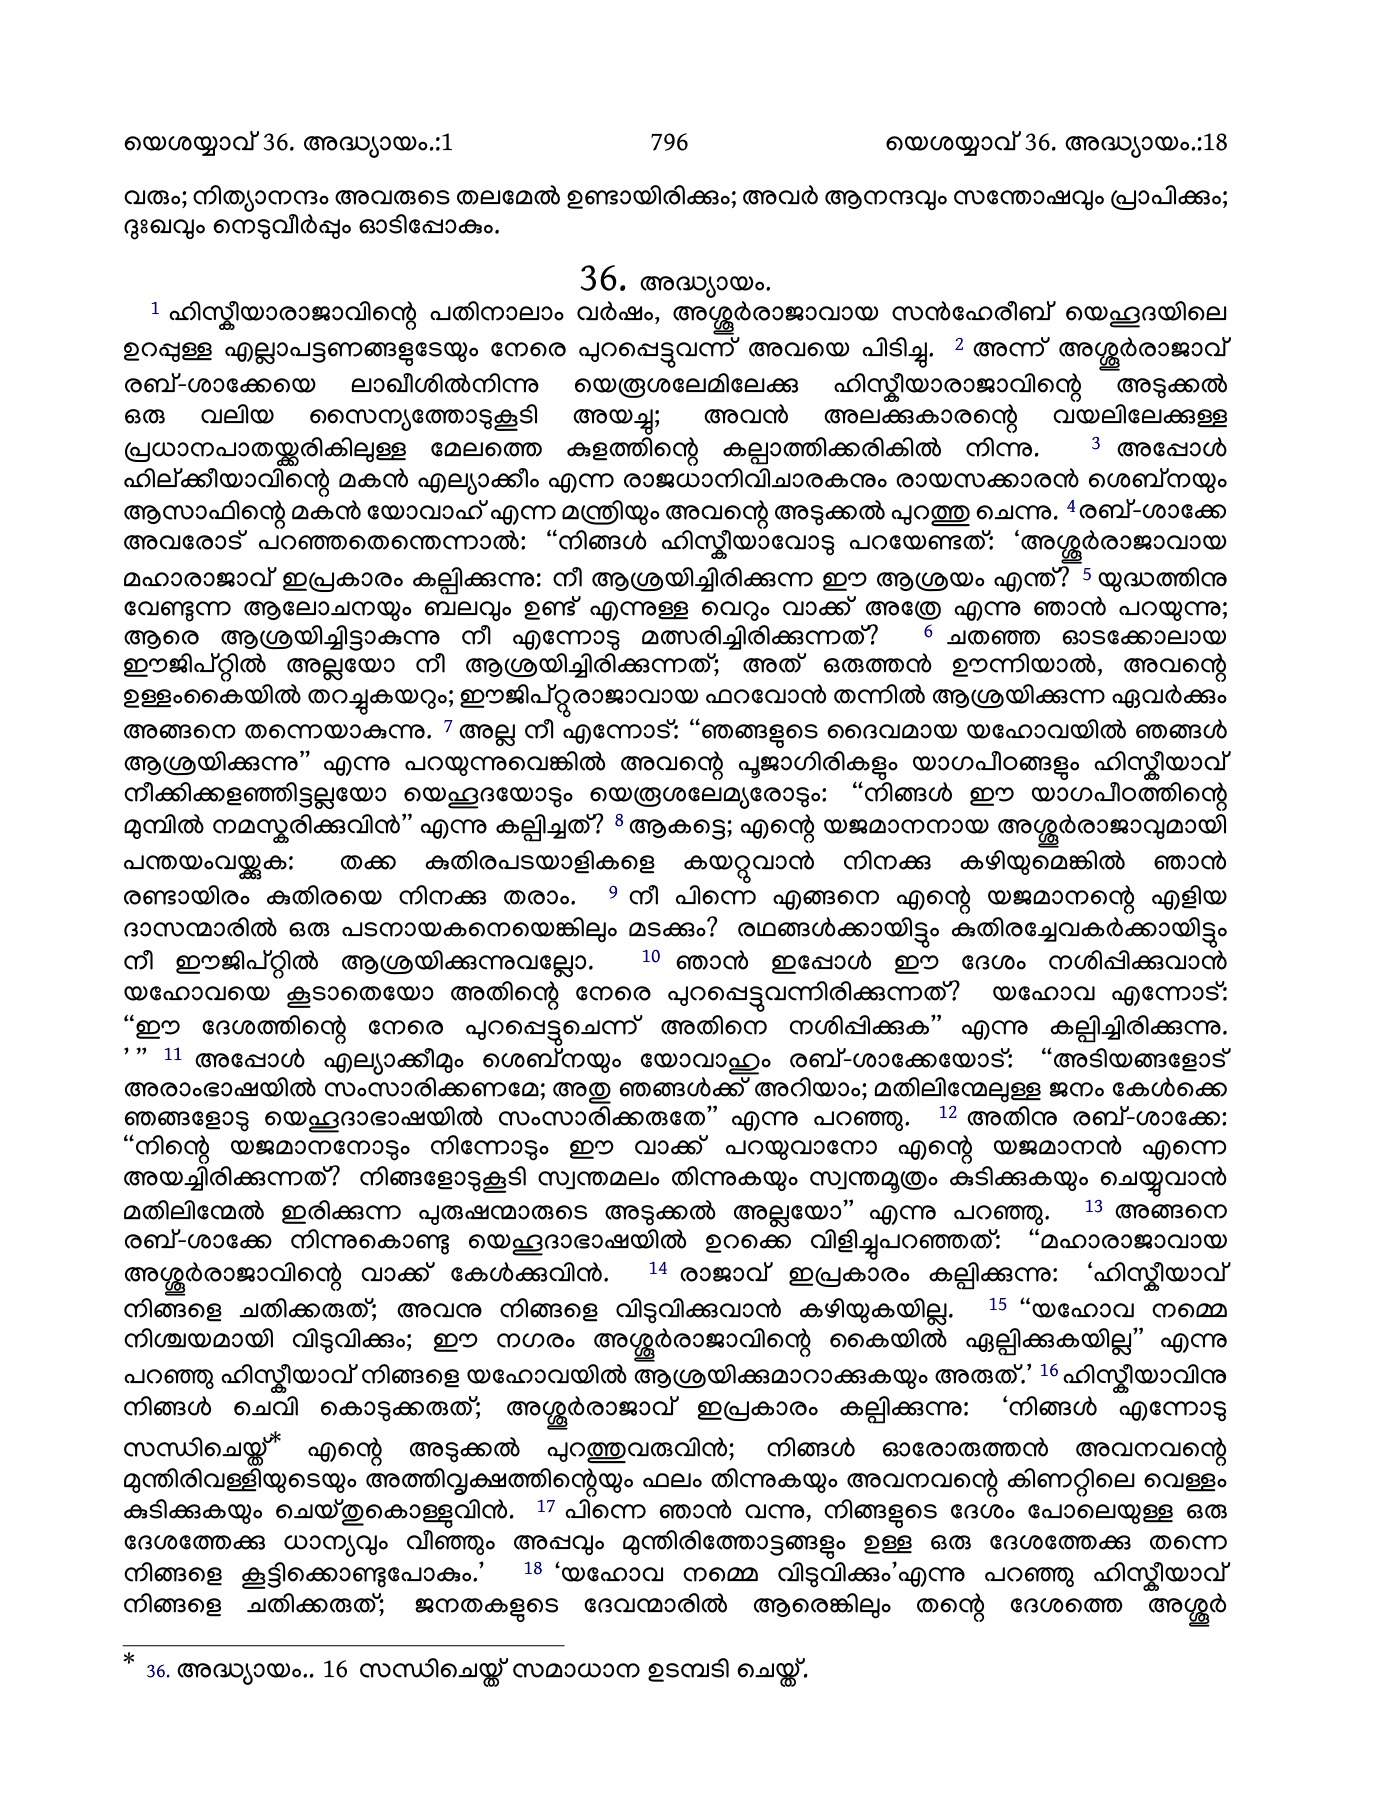 യെശയ്യാവ് 36. അദ്ധ്യായം.:1 796 യെശയ്യാവ് 36. അദ്ധ്യായം.:18
വരും; നിത്യാനന്ദം അവരുടെ തലമേൽ ഉണ്ടായിരിക്കും; അവർ ആനന്ദവും സന്തോഷവും പ്രാപിക്കും;
ദുഃഖവും നെടുവീർപ്പും ഓടിപ്പോകും.
36. അദ്ധ്യായം.
1 ഹിസ്കീയാരാജാവിന്റെ പതിനാലാം വർഷം, അശ്ശൂർരാജാവായ സൻഹേരീബ് യെഹൂദയിലെ
ഉറപ്പുള്ള എല്ലാപട്ടണങ്ങളുടേയും നേരെ പുറപ്പെട്ടുവന്ന് അവയെ പിടിച്ചു. 2 അന്ന് അശ്ശൂർരാജാവ്
രബ്-ശാക്കേയെ ലാഖീശിൽനിന്നു യെരൂശലേമിലേക്കു ഹിസ്കീയാരാജാവിന്റെ അടുക്കൽ
ഒരു വലിയ സൈന്യത്തോടുകൂടി അയച്ചു; അവൻ അലക്കുകാരന്റെ വയലിലേക്കുള്ള
പ്രധാനപാതയ്ക്കരികിലുള്ള മേലത്തെ കുളത്തിന്റെ കല്പാത്തിക്കരികിൽ നിന്നു. 3 അപ്പോൾ
ഹില്ക്കീയാവിന്റെ മകൻ എല്യാക്കീം എന്ന രാജധാനിവിചാരകനും രായസക്കാരൻ ശെബ്നയും
ആസാഫിന്റെ മകൻ യോവാഹ് എന്ന മന്ത്രിയും അവന്റെ അടുക്കൽ പുറത്തു ചെന്നു. 4 രബ്-ശാക്കേ
അവരോട് പറഞ്ഞതെന്തെന്നാൽ: “നിങ്ങൾ ഹിസ്കീയാവോടു പറയേണ്ടത്: ‘അശ്ശൂർരാജാവായ
മഹാരാജാവ് ഇപ്രകാരം കല്പിക്കുന്നു: നീ ആശ്രയിച്ചിരിക്കുന്ന ഈ ആശ്രയം എന്ത്? 5 യുദ്ധത്തിനു
വേണ്ടുന്ന ആലോചനയും ബലവും ഉണ്ട് എന്നുള്ള വെറും വാക്ക് അത്രേ എന്നു ഞാൻ പറയുന്നു;
ആരെ ആശ്രയിച്ചിട്ടാകുന്നു നീ എന്നോടു മത്സരിച്ചിരിക്കുന്നത്? 6 ചതഞ്ഞ ഓടക്കോലായ
ഈജിപ്റ്റിൽ അല്ലയോ നീ ആശ്രയിച്ചിരിക്കുന്നത്; അത് ഒരുത്തൻ ഊന്നിയാൽ, അവന്റെ
ഉള്ളംകൈയിൽ തറച്ചുകയറും; ഈജിപ്റ്റുരാജാവായ ഫറവോൻ തന്നിൽ ആശ്രയിക്കുന്ന ഏവർക്കും
അങ്ങനെ തന്നെയാകുന്നു. 7 അല്ല നീ എന്നോട്: “ഞങ്ങളുടെ ദൈവമായ യഹോവയിൽ ഞങ്ങൾ
ആശ്രയിക്കുന്നു” എന്നു പറയുന്നുവെങ്കിൽ അവന്റെ പൂജാഗിരികളും യാഗപീഠങ്ങളും ഹിസ്കീയാവ്
നീക്കിക്കളഞ്ഞിട്ടല്ലയോ യെഹൂദയോടും യെരൂശലേമ്യരോടും: “നിങ്ങൾ ഈ യാഗപീഠത്തിന്റെ
മുമ്പിൽ നമസ്കരിക്കുവിൻ” എന്നു കല്പിച്ചത്? 8 ആകട്ടെ; എന്റെ യജമാനനായ അശ്ശൂർരാജാവുമായി
പന്തയംവയ്ക്കുക: തക്ക കുതിരപടയാളികളെ കയറ്റുവാൻ നിനക്കു കഴിയുമെങ്കിൽ ഞാൻ
രണ്ടായിരം കുതിരയെ നിനക്കു തരാം. 9 നീ പിന്നെ എങ്ങനെ എന്റെ യജമാനന്റെ എളിയ
ദാസന്മാരിൽ ഒരു പടനായകനെയെങ്കിലും മടക്കും? രഥങ്ങൾക്കായിട്ടും കുതിരച്ചേവകർക്കായിട്ടും
നീ ഈജിപ്റ്റിൽ ആശ്രയിക്കുന്നുവല്ലോ. 10 ഞാൻ ഇപ്പോൾ ഈ ദേശം നശിപ്പിക്കുവാൻ
യഹോവയെ കൂടാതെയോ അതിന്റെ നേരെ പുറപ്പെട്ടുവന്നിരിക്കുന്നത്? യഹോവ എന്നോട്:
“ഈ ദേശത്തിന്റെ നേരെ പുറപ്പെട്ടുചെന്ന് അതിനെ നശിപ്പിക്കുക” എന്നു കല്പിച്ചിരിക്കുന്നു.
’ ” 11 അപ്പോൾ എല്യാക്കീമും ശെബ്നയും യോവാഹും രബ്-ശാക്കേയോട്: “അടിയങ്ങളോട്
അരാംഭാഷയിൽ സംസാരിക്കണമേ; അതു ഞങ്ങൾക്ക് അറിയാം; മതിലിന്മേലുള്ള ജനം കേൾക്കെ
ഞങ്ങളോടു യെഹൂദാഭാഷയിൽ സംസാരിക്കരുതേ” എന്നു പറഞ്ഞു. 12 അതിനു രബ്-ശാക്കേ:
“നിന്റെ യജമാനനോടും നിന്നോടും ഈ വാക്ക് പറയുവാനോ എന്റെ യജമാനൻ എന്നെ
അയച്ചിരിക്കുന്നത്? നിങ്ങളോടുകൂടി സ്വന്തമലം തിന്നുകയും സ്വന്തമൂത്രം കുടിക്കുകയും ചെയ്യുവാൻ
മതിലിന്മേൽ ഇരിക്കുന്ന പുരുഷന്മാരുടെ അടുക്കൽ അല്ലയോ” എന്നു പറഞ്ഞു. 13 അങ്ങനെ
രബ്-ശാക്കേ നിന്നുകൊണ്ടു യെഹൂദാഭാഷയിൽ ഉറക്കെ വിളിച്ചുപറഞ്ഞത്: “മഹാരാജാവായ
അശ്ശൂർരാജാവിന്റെ വാക്ക് കേൾക്കുവിൻ. 14 രാജാവ് ഇപ്രകാരം കല്പിക്കുന്നു: ‘ഹിസ്കീയാവ്
നിങ്ങളെ ചതിക്കരുത്; അവനു നിങ്ങളെ വിടുവിക്കുവാൻ കഴിയുകയില്ല. 15 “യഹോവ നമ്മെ
നിശ്ചയമായി വിടുവിക്കും; ഈ നഗരം അശ്ശൂർരാജാവിന്റെ കൈയിൽ ഏല്പിക്കുകയില്ല” എന്നു
പറഞ്ഞു ഹിസ്കീയാവ് നിങ്ങളെ യഹോവയിൽ ആശ്രയിക്കുമാറാക്കുകയും അരുത്.’ 16 ഹിസ്കീയാവിനു
നിങ്ങൾ ചെവി കൊടുക്കരുത്; അശ്ശൂർരാജാവ് ഇപ്രകാരം കല്പിക്കുന്നു: ‘നിങ്ങൾ എന്നോടു
സന്ധിചെയ്ത്* എന്റെ അടുക്കൽ പുറത്തുവരുവിൻ; നിങ്ങൾ ഓരോരുത്തൻ അവനവന്റെ
മുന്തിരിവള്ളിയുടെയും അത്തിവൃക്ഷത്തിന്റെയും ഫലം തിന്നുകയും അവനവന്റെ കിണറ്റിലെ വെള്ളം
കുടിക്കുകയും ചെയ്തുകൊള്ളുവിൻ. 17 പിന്നെ ഞാൻ വന്നു, നിങ്ങളുടെ ദേശം പോലെയുള്ള ഒരു
ദേശത്തേക്കു ധാന്യവും വീഞ്ഞും അപ്പവും മുന്തിരിത്തോട്ടങ്ങളും ഉള്ള ഒരു ദേശത്തേക്കു തന്നെ
നിങ്ങളെ കൂട്ടിക്കൊണ്ടുപോകും.’ 18 ‘യഹോവ നമ്മെ വിടുവിക്കും’എന്നു പറഞ്ഞു ഹിസ്കീയാവ്
നിങ്ങളെ ചതിക്കരുത്; ജനതകളുടെ ദേവന്മാരിൽ ആരെങ്കിലും തന്റെ ദേശത്തെ അശ്ശൂർ
* 36. അദ്ധ്യായം.. 16 സന്ധിചെയ്ത് സമാധാന ഉടമ്പടി ചെയ്ത്.